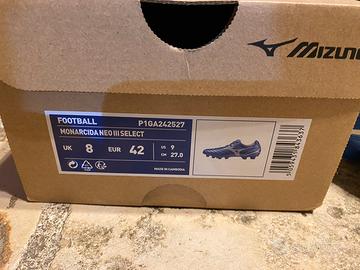 MIZUNO
FOOTBALL P1GA242527
MONARCIDA NEO III SELECT
UK 8 EUR 42 US 9
CM 27.0
MADE IN CAMBODIA